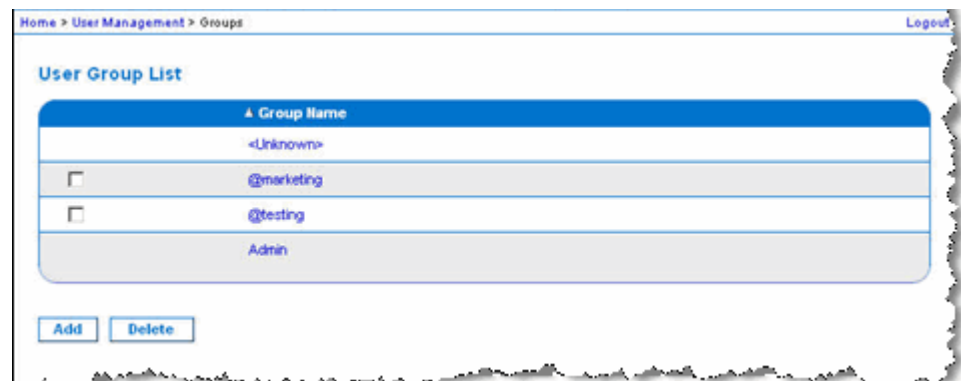 Home > User Management > Groups Logout
User Group List
▲ Group Name
<Unknown>
@marketing
@testing
Admin
Add Delete